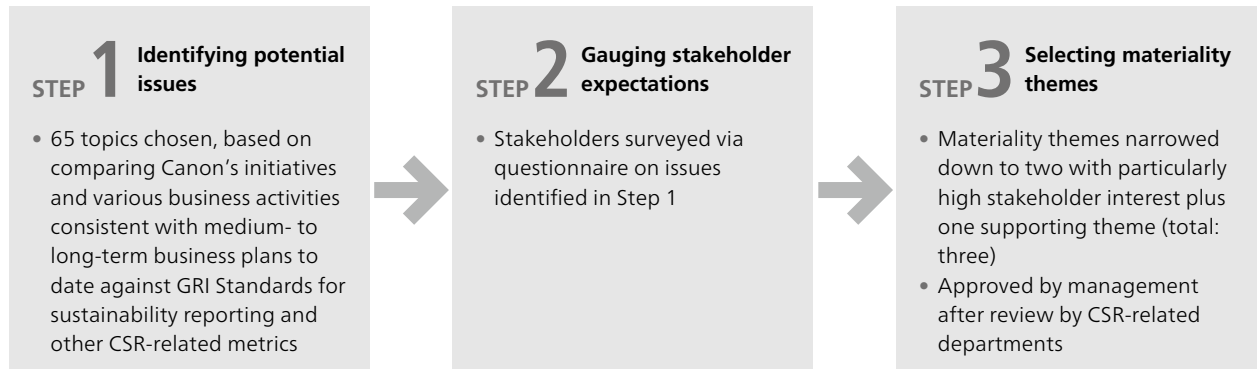 STEP 1 Identifying potential
issues
• 65 topics chosen, based on
comparing Canon's initiatives
and various business activities
consistent with medium- to
long-term business plans to
date against GRI Standards for
sustainability reporting and
other CSR-related metrics
STEP 2 Gauging stakeholder
expectations
• Stakeholders surveyed via
questionnaire on issues
identified in Step 1
STEP 3 Selecting materiality
themes
• Materiality themes narrowed
down to two with particularly
high stakeholder interest plus
one supporting theme (total:
three)
• Approved by management
after review by CSR-related
departments